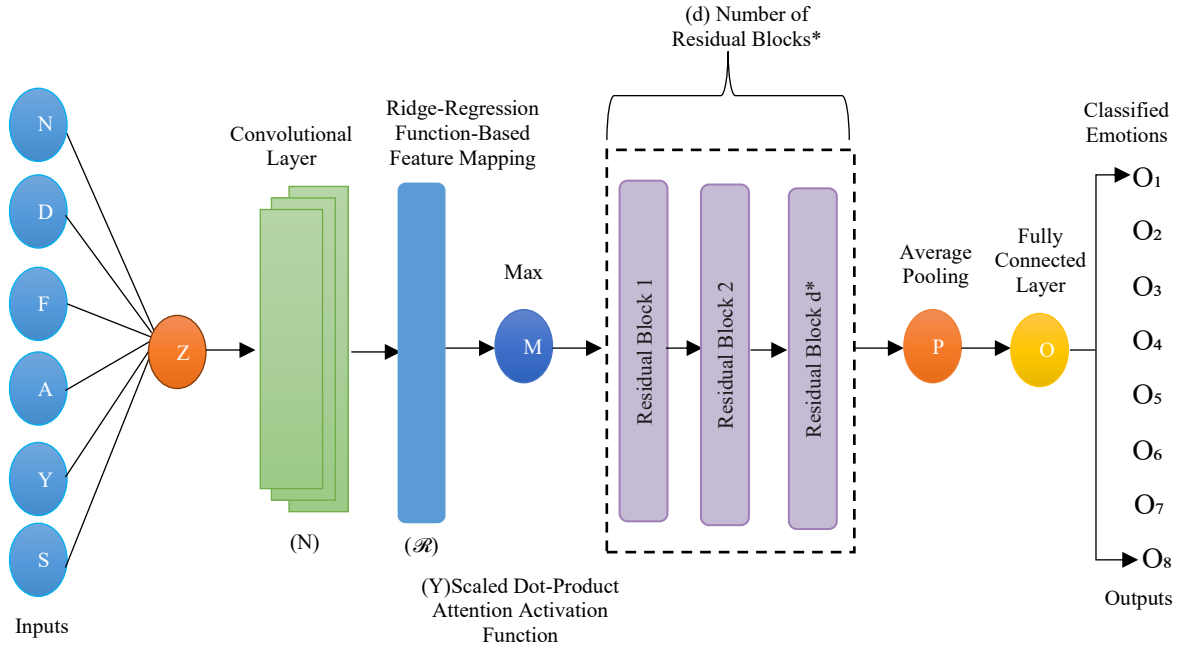 (d) Number of
Residual Blocks*
N
D
F
A
Y
S
Inputs
Z
Convolutional
Layer
(N)
Ridge-Regression
Function-Based
Feature Mapping
(ℛ)
(Y)Scaled Dot-Product
Attention Activation
Function
Max
M
Residual Block 1
Residual Block 2
Residual Block d*
Average
Pooling
P
Fully
Connected
Layer
O
Classified
Emotions
O₁
O₂
O₃
O₄
O₅
O₆
O₇
O₈
Outputs